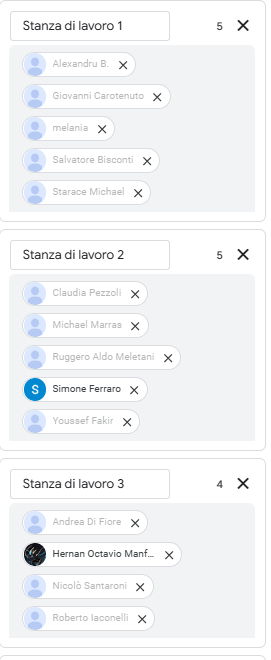 Stanza di lavoro 1 5
Alexandru B.
Giovanni Carotenuto
melania
Salvatore Bisconti
Starace Michael
Stanza di lavoro 2 5
Claudia Pezzoli
Michael Marras
Ruggero Aldo Meletani
S Simone Ferraro
Youssef Fakir
Stanza di lavoro 3 4
Andrea Di Fiore
Hernan Octavio Manf...
Nicolò Santaroni
Roberto Iaconelli